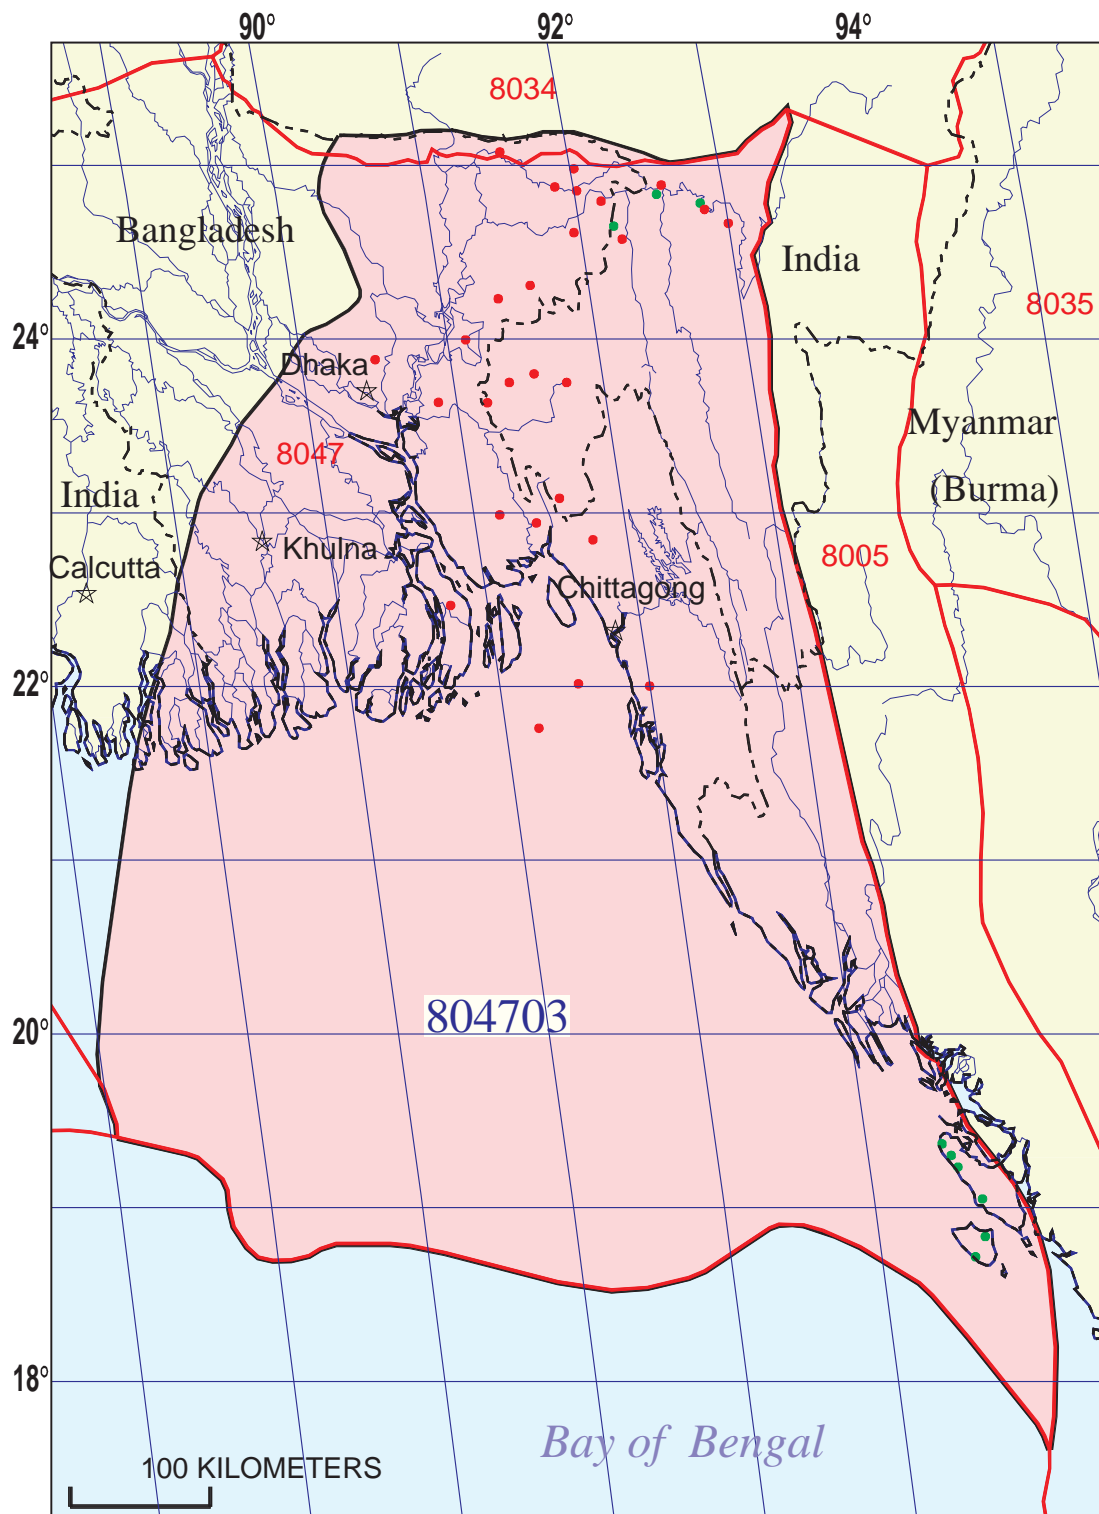 90° 92° 94°
8034
Bangladesh
India
8035
24°
Dhaka
Myanmar
8047
(Burma)
India
Khulna
8005
Calcutta
Chittagong
22°
804703
20°
18°
Bay of Bengal
100 KILOMETERS